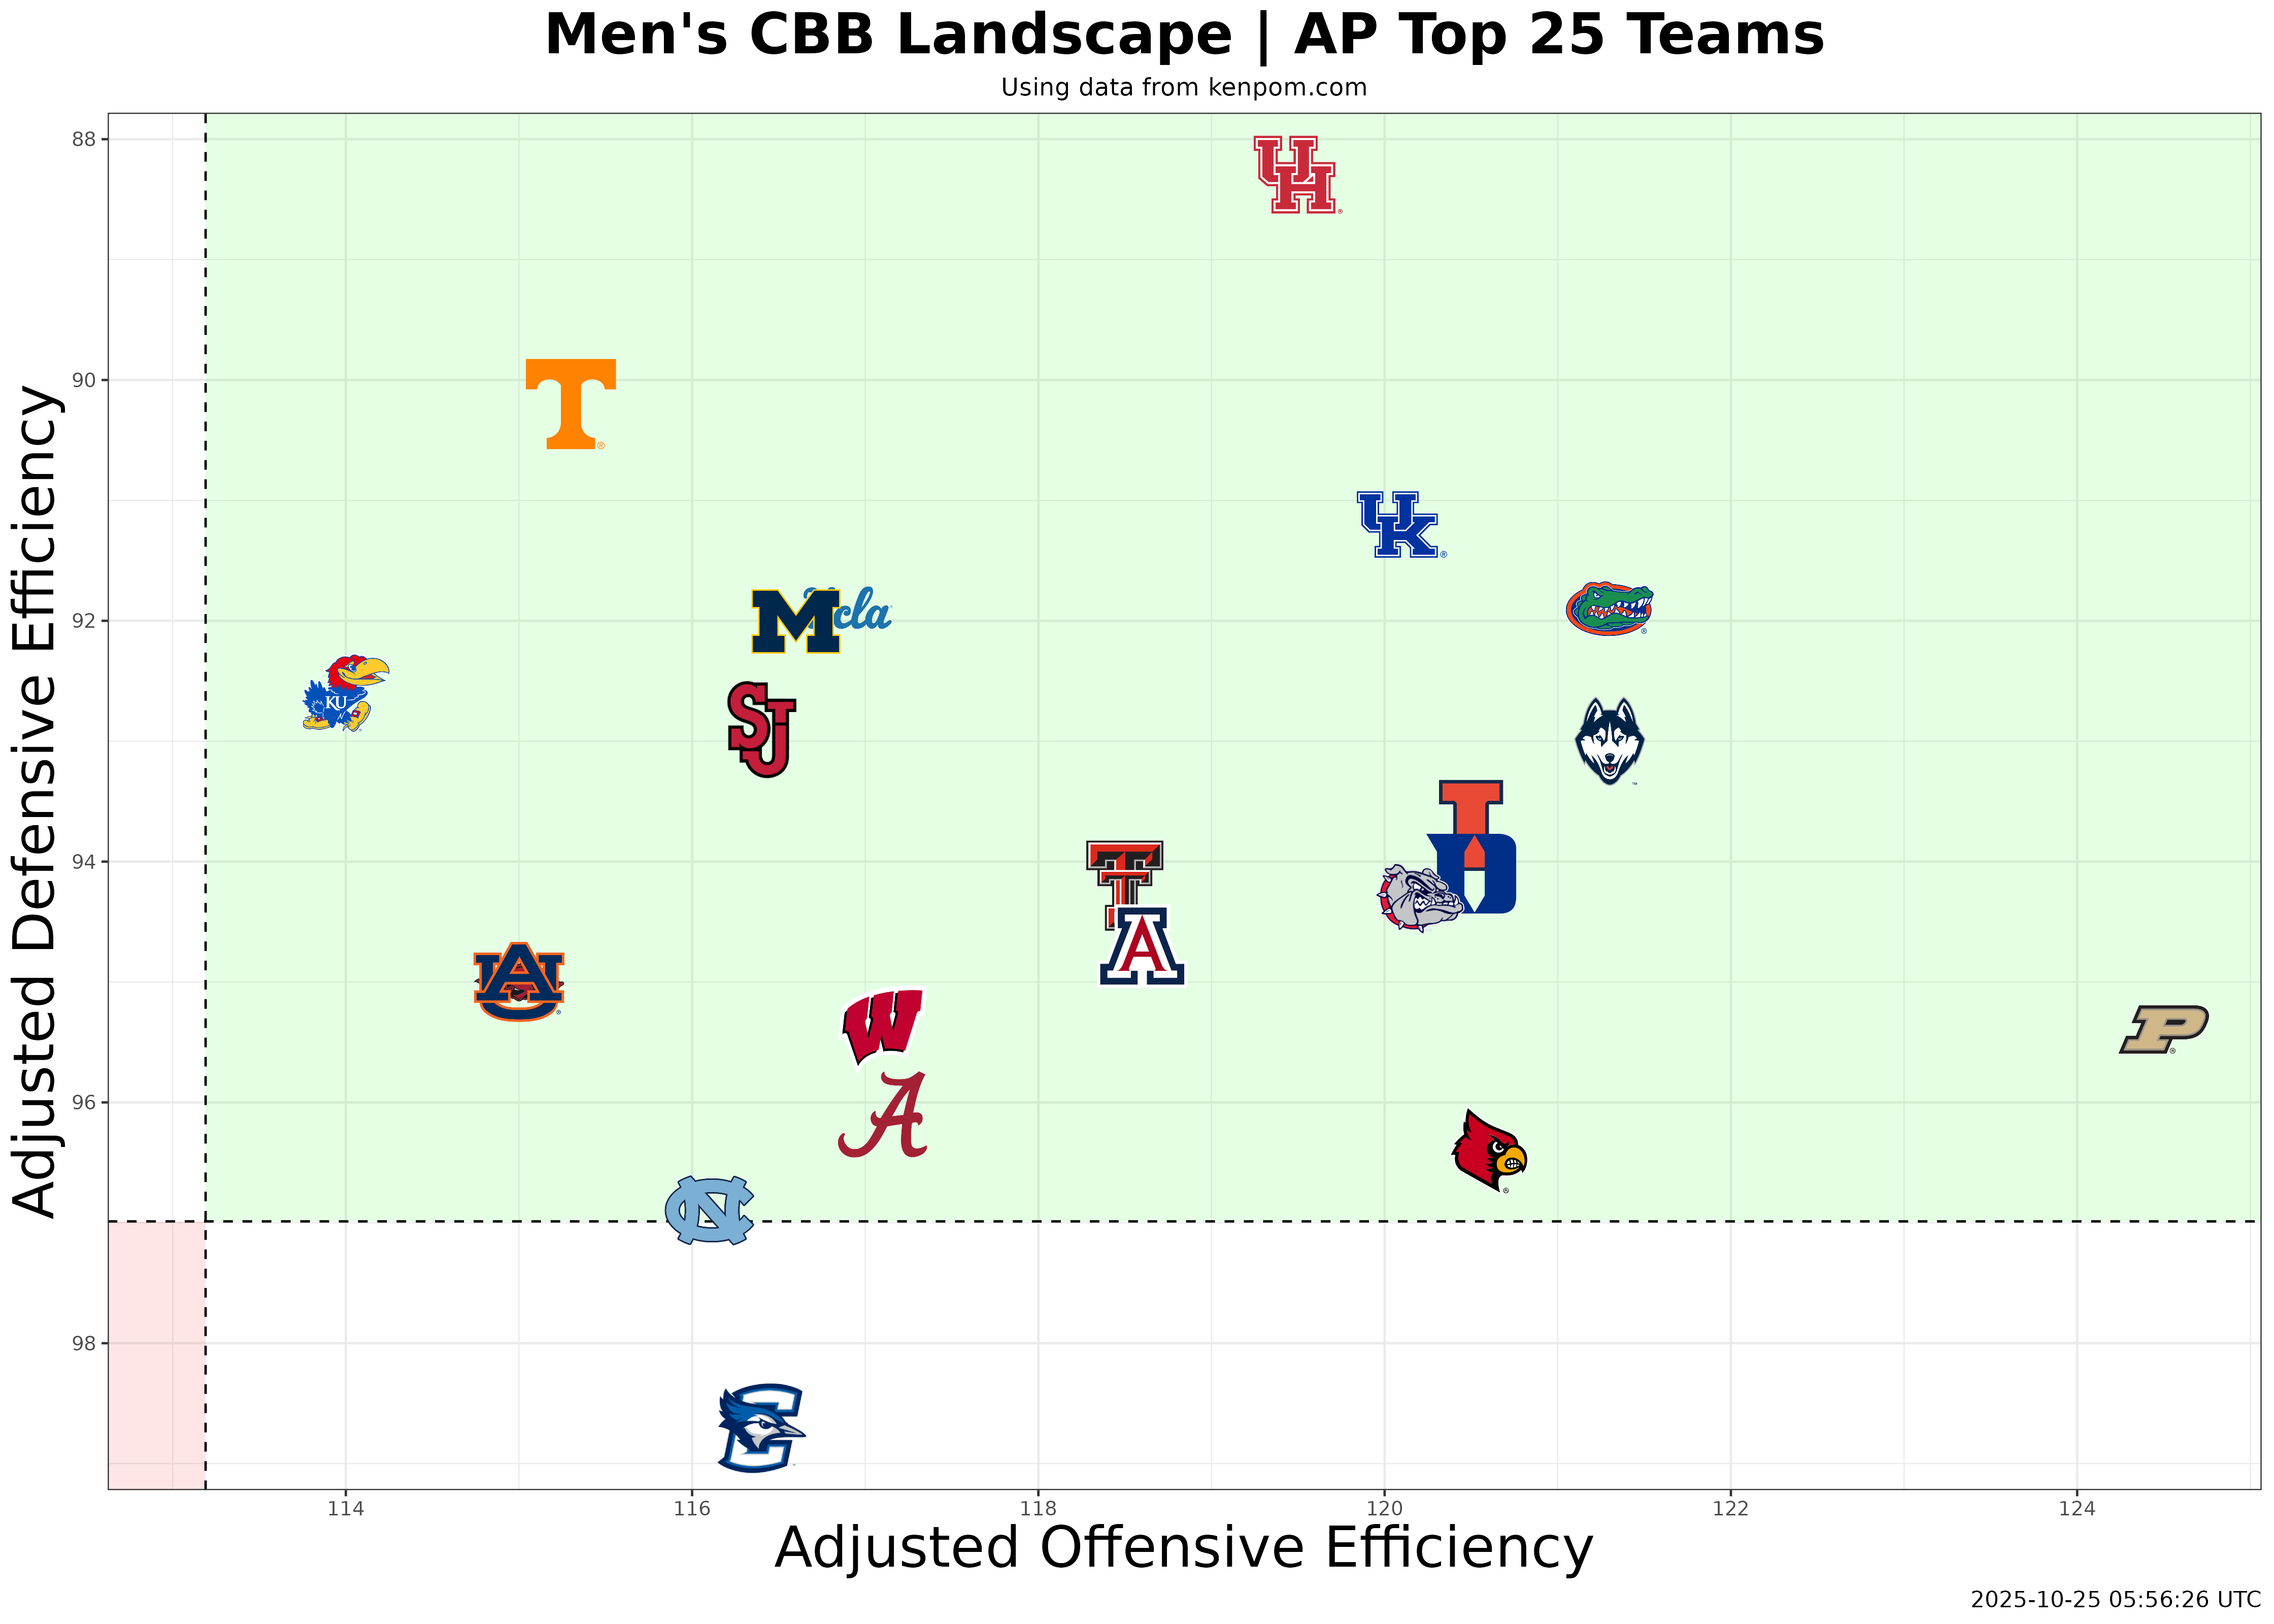 Men's CBB Landscape | AP Top 25 Teams
Using data from kenpom.com
Adjusted Defensive Efficiency
88
90
92
94
96
98
UH
T
UK
M
ucla
KU
SJ
I
D
T
A
AU
W
P
A
NC
C
114
116
118
120
122
124
Adjusted Offensive Efficiency
2025-10-25 05:56:26 UTC